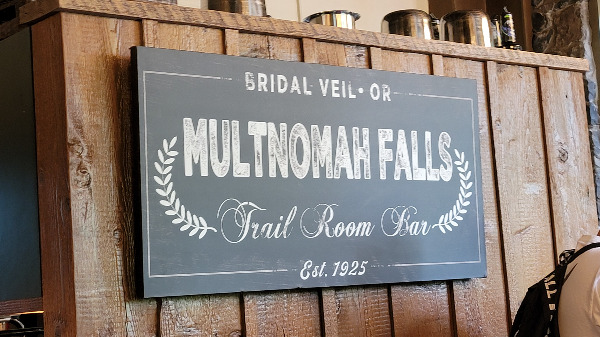 BRIDAL VEIL • OR
MULTNOMAH FALLS
Trail Room Bar
Est. 1925